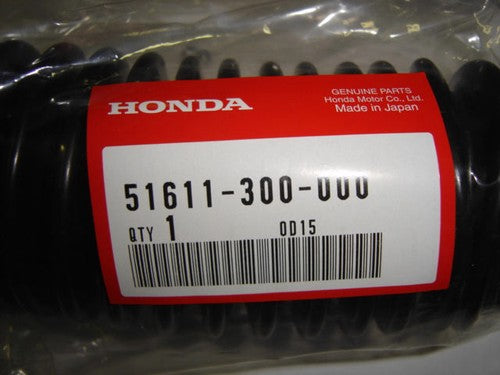 HONDA
GENUINE PARTS
Honda Motor Co., Ltd.
Made in Japan
51611-300-000
QTY 1 0D15